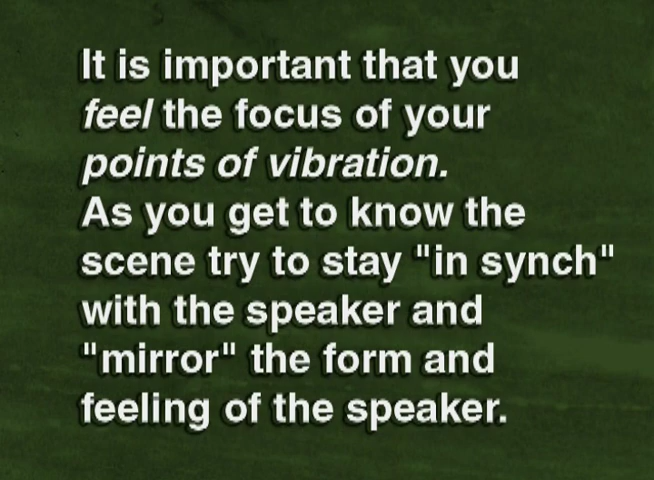 It is important that you
feel the focus of your
points of vibration.
As you get to know the
scene try to stay "in synch"
with the speaker and
"mirror" the form and
feeling of the speaker.